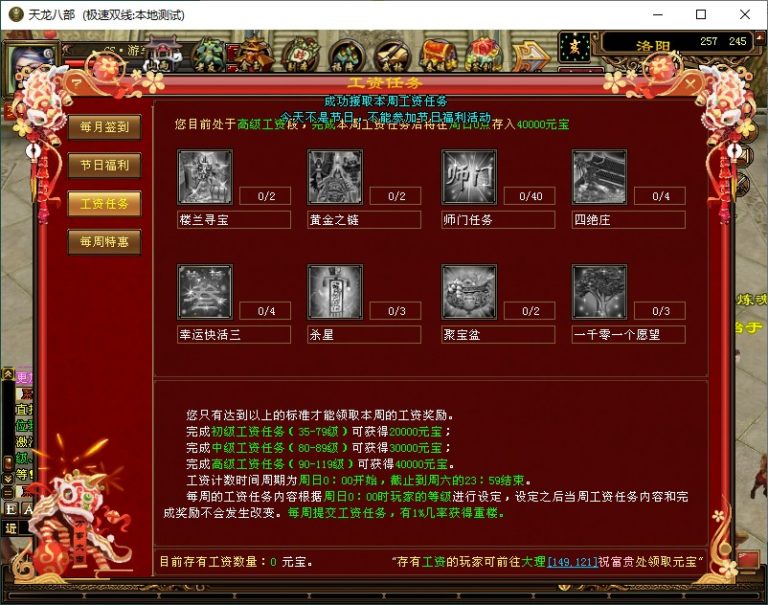 天龙八部 (极速双线:本地测试)
洛阳
257 245
工资任务
成功接取本周工资任务
今天不是节日，不能参加节日福利活动
您目前处于高级工资段，完成本周工资任务后将在周日0点存入40000元宝
每月签到
节日福利
工资任务
每周特惠
0/2
0/2
0/40
0/4
楼兰寻宝
黄金之链
师门任务
四绝庄
0/4
0/3
0/2
0/3
幸运快活三
杀星
聚宝盆
一千零一个愿望
您只有达到以上的标准才能领取本周的工资奖励。
完成初级工资任务（35-79级）可获得20000元宝；
完成中级工资任务（80-89级）可获得30000元宝；
完成高级工资任务（90-119级）可获得40000元宝。
工资计数时间周期为周日0：00开始，截止到周六的23：59结束。
每周的工资任务内容根据周日0：00时玩家的等级进行设定，设定之后当周工资任务内容和完
成奖励不会发生改变。每周提交工资任务，有1%几率获得重楼。
目前存有工资数量：0 元宝。
"存有工资的玩家可前往大理[149,121]祝富贵处领取元宝"